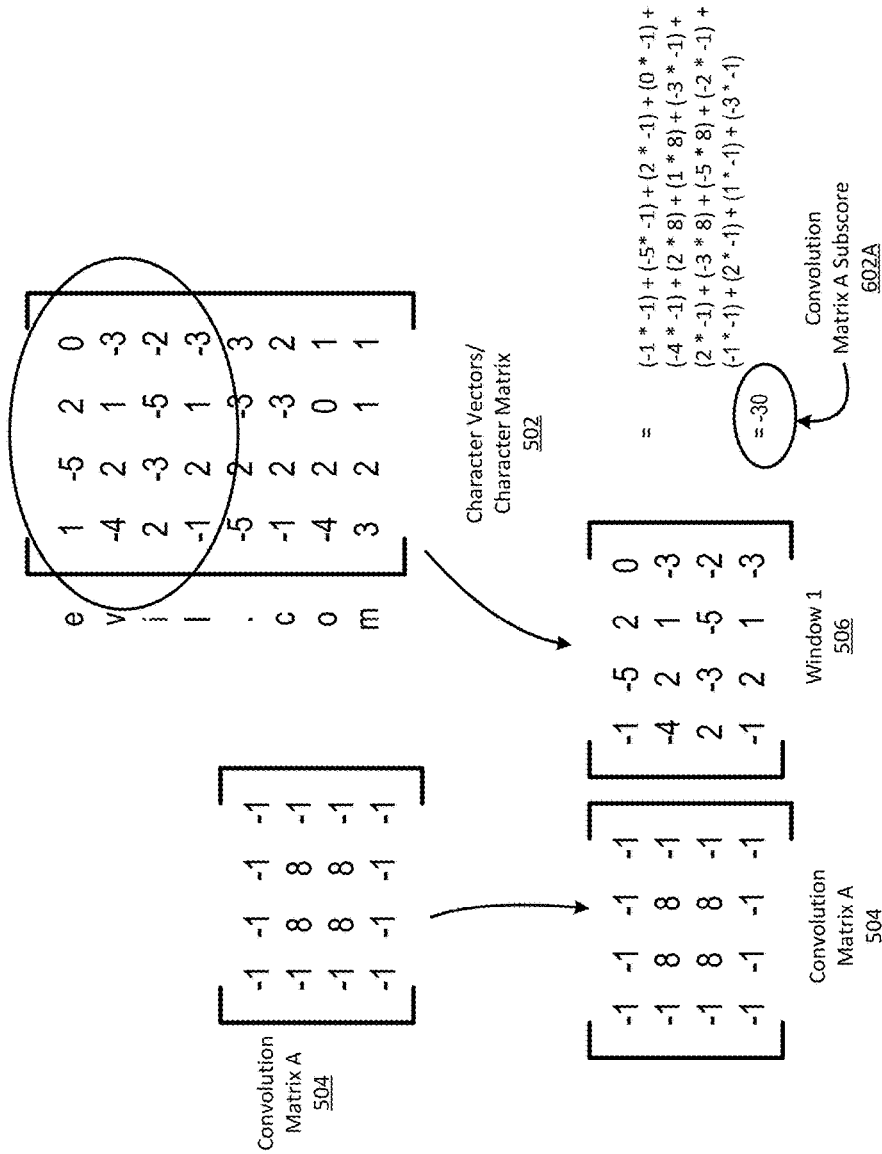 Convolution
Matrix A
504
-1 -1 -1 -1
-1 8 8 -1
-1 8 8 -1
-1 -1 -1 -1
e 1 -5 2 0
v -4 2 1 -3
i 2 -3 -5 -2
l -1 2 1 -3
. -5 2 -3 3
c -1 2 -3 2
o -4 2 0 1
m 3 2 1 1
Character Vectors/
Character Matrix
502
-1 -1 -1 -1
-1 8 8 -1
-1 8 8 -1
-1 -1 -1 -1
Convolution
Matrix A
504
-1 -5 2 0
-4 2 1 -3
2 -3 -5 -2
-1 2 1 -3
Window 1
506
= (-1 * -1) + (-5* -1) + (2 * -1) + (0 * -1) +
(-4 * -1) + (2 * 8) + (1 * 8) + (-3 * -1) +
(2 * -1) + (-3 * 8) + (-5 * 8) + (-2 * -1) +
(-1 * -1) + (2 * -1) + (1 * -1) + (-3 * -1)
= -30
Convolution
Matrix A Subscore
602A